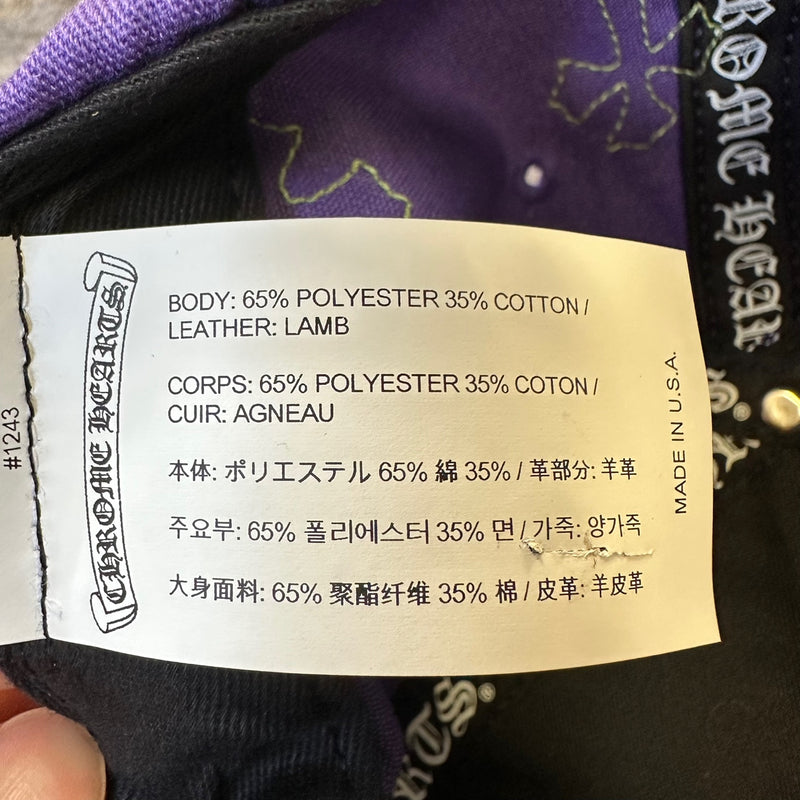 BODY: 65% POLYESTER 35% COTTON /
LEATHER: LAMB
CORPS: 65% POLYESTER 35% COTON /
CUIR: AGNEAU
本体: ポリエステル 65% 綿 35% / 革部分: 羊革
주요부: 65% 폴리에스터 35% 면 / 가죽: 양가죽
大身面料: 65% 聚酯纤维 35% 棉 / 皮革: 羊皮革
MADE IN U.S.A.
CHROME HEARTS
#1243
ROME HEAR
RTS®